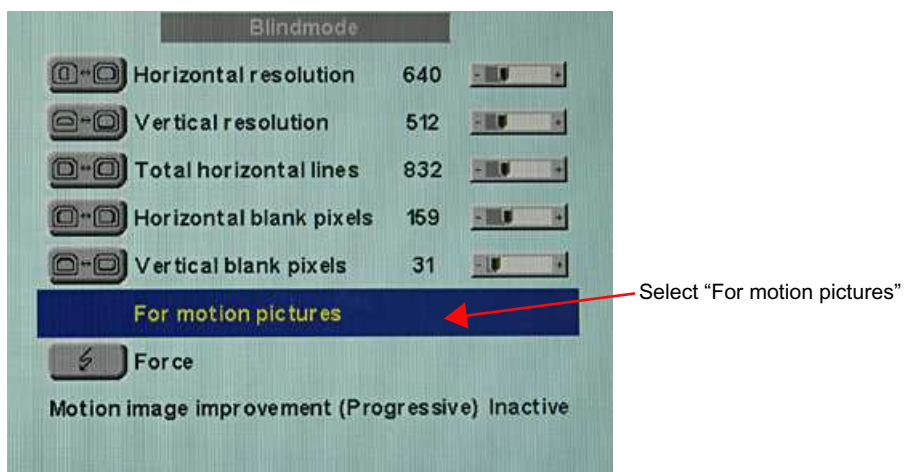 Blindmode
Horizontal resolution 640 - +
Vertical resolution 512 - +
Total horizontal lines 832 - +
Horizontal blank pixels 159 - +
Vertical blank pixels 31 - +
For motion pictures
Select “For motion pictures”
Force
Motion image improvement (Progressive) Inactive